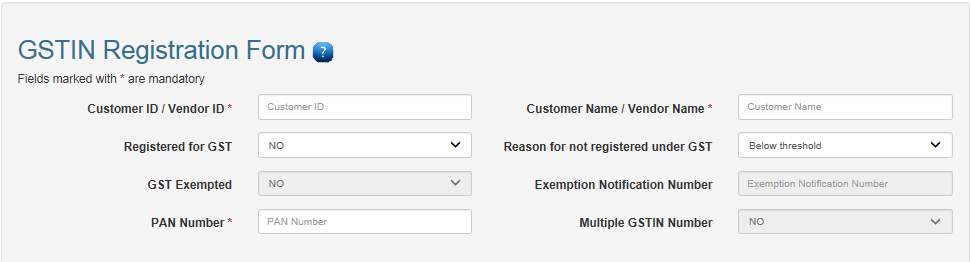 GSTIN Registration Form ?
Fields marked with * are mandatory
Customer ID / Vendor ID * Customer ID Customer Name / Vendor Name * Customer Name
Registered for GST NO Reason for not registered under GST Below threshold
GST Exempted NO Exemption Notification Number Exemption Notification Number
PAN Number * PAN Number Multiple GSTIN Number NO